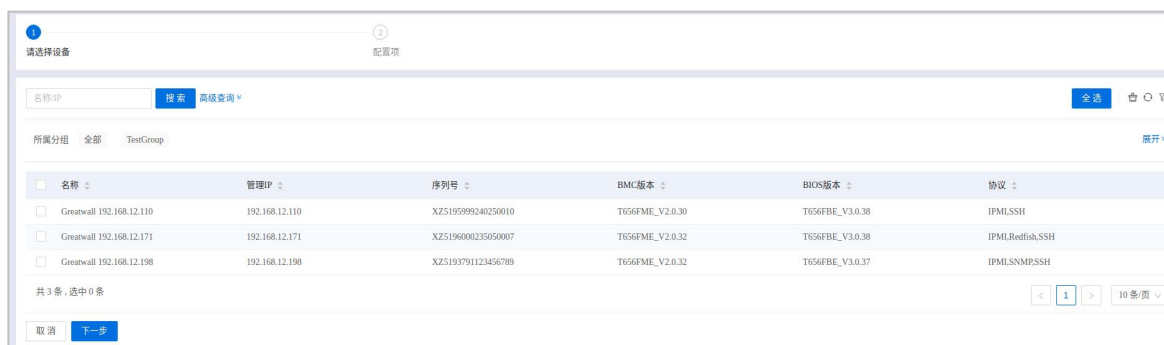 1
2
请选择设备
配置项
名称/IP
搜索
高级查询
全选
所属分组 全部 TestGroup
展开
名称 管理IP 序列号 BMC版本 BIOS版本 协议
Greatwall 192.168.12.110 192.168.12.110 XZ5195999240250010 T656FME_V2.0.30 T656FBE_V3.0.38 IPMI,SSH
Greatwall 192.168.12.171 192.168.12.171 XZ5196000235050007 T656FME_V2.0.32 T656FBE_V3.0.38 IPMI,Redfish,SSH
Greatwall 192.168.12.198 192.168.12.198 XZ5193791123456789 T656FME_V2.0.32 T656FBE_V3.0.37 IPMI,SNMP,SSH
共 3 条 , 选中 0 条
< 1 > 10 条/页
取消 下一步